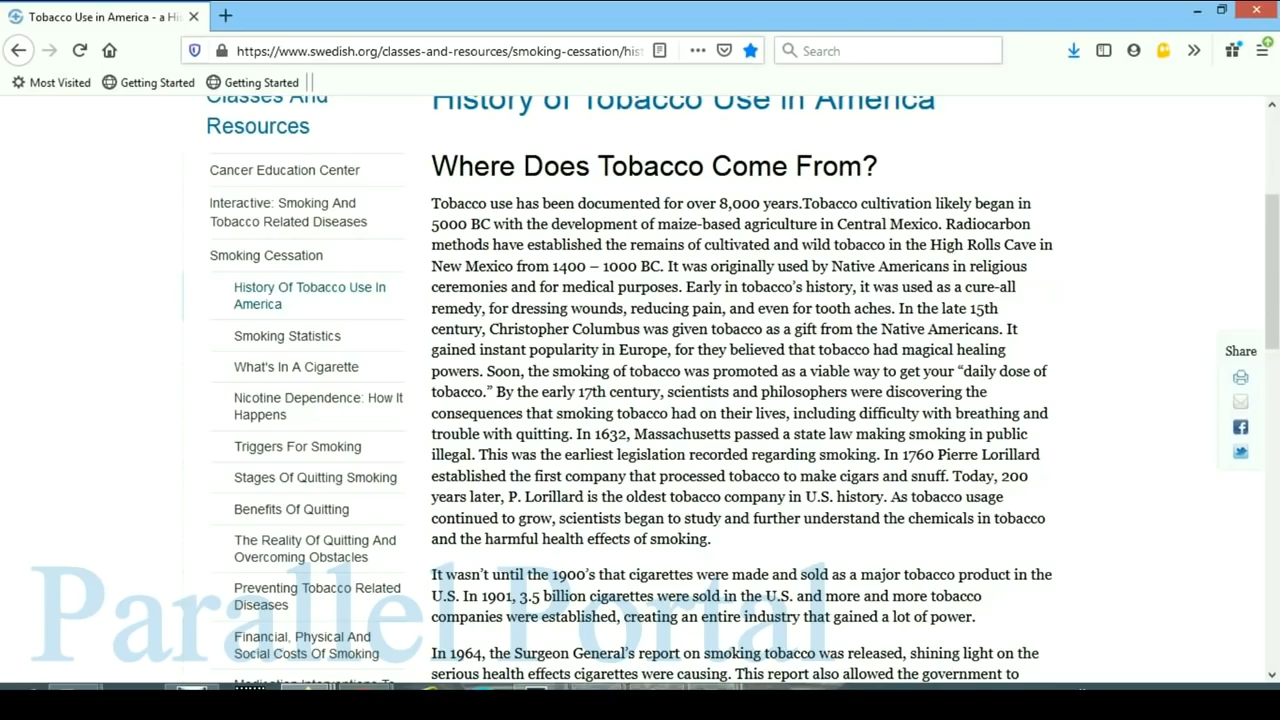 Tobacco Use in America - a His
https://www.swedish.org/classes-and-resources/smoking-cessation/his
Search
Most Visited
Getting Started
Getting Started
Classes And
Resources
Cancer Education Center
Interactive: Smoking And
Tobacco Related Diseases
Smoking Cessation
History Of Tobacco Use In
America
Smoking Statistics
What's In A Cigarette
Nicotine Dependence: How It
Happens
Triggers For Smoking
Stages Of Quitting Smoking
Benefits Of Quitting
The Reality Of Quitting And
Overcoming Obstacles
Preventing Tobacco Related
Diseases
Financial, Physical And
Social Costs Of Smoking
Medication Interventions To
History of Tobacco Use in America
Where Does Tobacco Come From?
Tobacco use has been documented for over 8,000 years.Tobacco cultivation likely began in
5000 BC with the development of maize-based agriculture in Central Mexico. Radiocarbon
methods have established the remains of cultivated and wild tobacco in the High Rolls Cave in
New Mexico from 1400 – 1000 BC. It was originally used by Native Americans in religious
ceremonies and for medical purposes. Early in tobacco’s history, it was used as a cure-all
remedy, for dressing wounds, reducing pain, and even for tooth aches. In the late 15th
century, Christopher Columbus was given tobacco as a gift from the Native Americans. It
gained instant popularity in Europe, for they believed that tobacco had magical healing
powers. Soon, the smoking of tobacco was promoted as a viable way to get your “daily dose of
tobacco.” By the early 17th century, scientists and philosophers were discovering the
consequences that smoking tobacco had on their lives, including difficulty with breathing and
trouble with quitting. In 1632, Massachusetts passed a state law making smoking in public
illegal. This was the earliest legislation recorded regarding smoking. In 1760 Pierre Lorillard
established the first company that processed tobacco to make cigars and snuff. Today, 200
years later, P. Lorillard is the oldest tobacco company in U.S. history. As tobacco usage
continued to grow, scientists began to study and further understand the chemicals in tobacco
and the harmful health effects of smoking.
It wasn’t until the 1900’s that cigarettes were made and sold as a major tobacco product in the
U.S. In 1901, 3.5 billion cigarettes were sold in the U.S. and more and more tobacco
companies were established, creating an entire industry that gained a lot of power.
In 1964, the Surgeon General’s report on smoking tobacco was released, shining light on the
serious health effects cigarettes were causing. This report also allowed the government to
Share
Parallel Portal